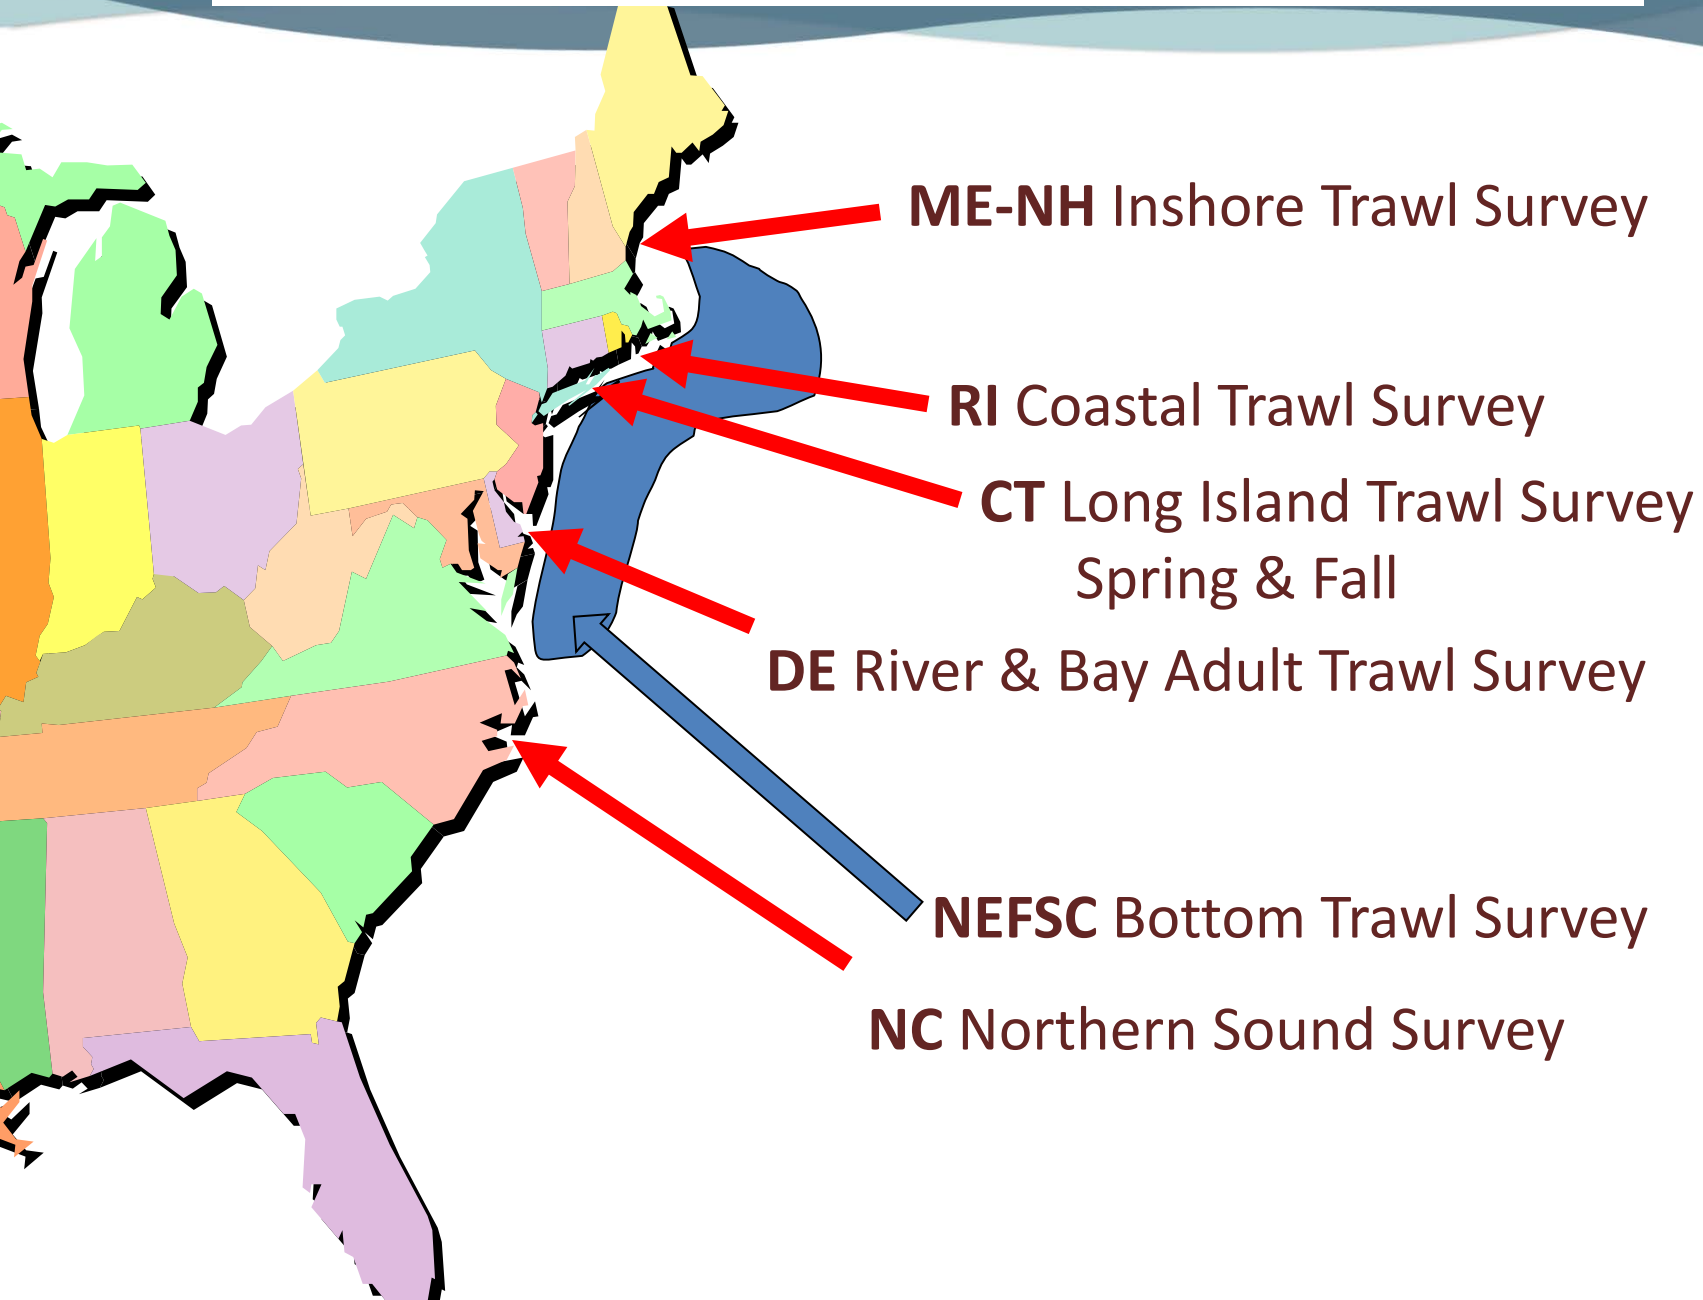 ME-NH Inshore Trawl Survey
RI Coastal Trawl Survey
CT Long Island Trawl Survey
Spring & Fall
DE River & Bay Adult Trawl Survey
NEFSC Bottom Trawl Survey
NC Northern Sound Survey